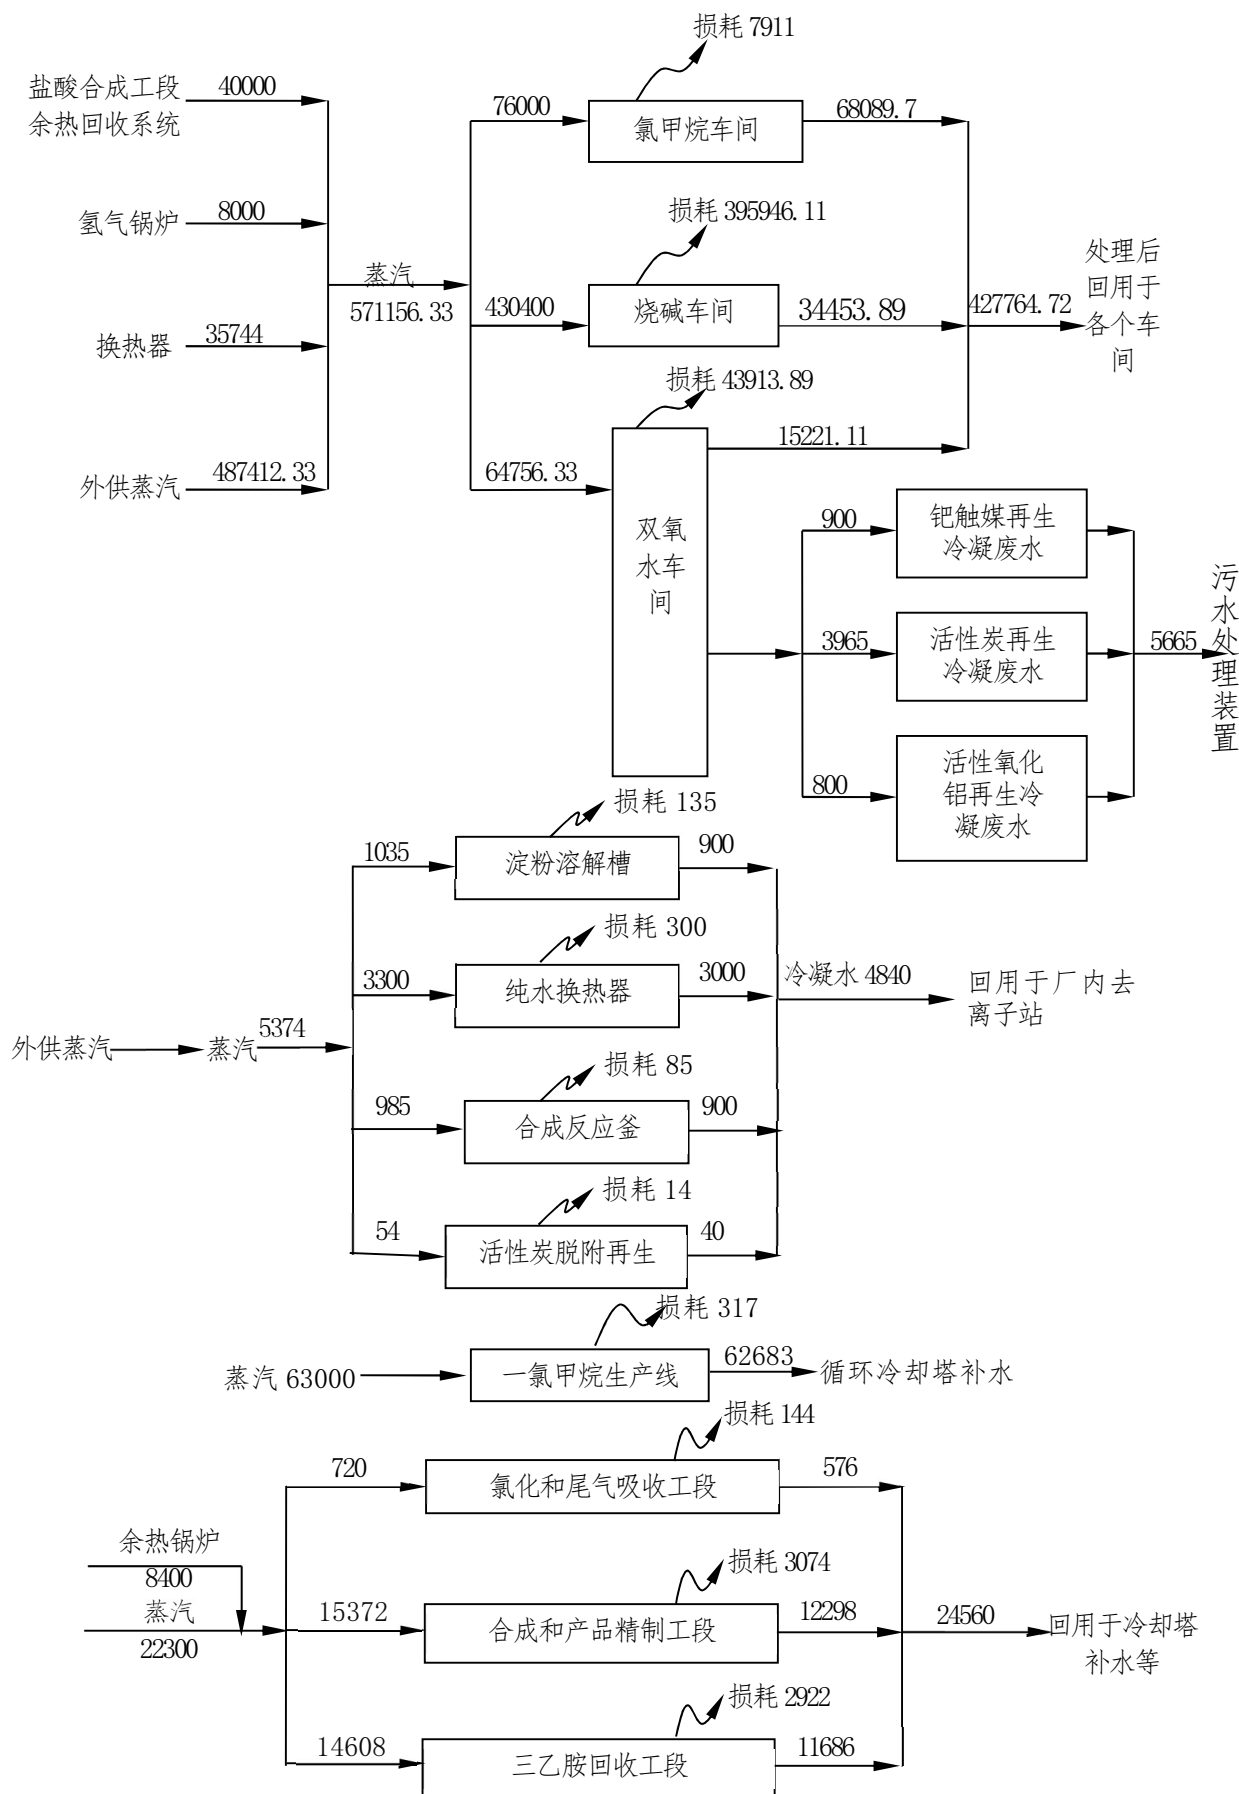 损耗 7911
盐酸合成工段
余热回收系统
40000
76000
氯甲烷车间
68089.7
氢气锅炉
8000
损耗 395946.11
蒸汽
571156.33
430400
烧碱车间
34453.89
427764.72
处理后
回用于
各个车
间
换热器
35744
损耗 43913.89
15221.11
外供蒸汽
487412.33
64756.33
双氧
水车
间
900
钯触媒再生
冷凝废水
3965
活性炭再生
冷凝废水
5665
污水处理装置
800
活性氧化
铝再生冷
凝废水
损耗 135
1035
淀粉溶解槽
900
损耗 300
3300
纯水换热器
3000
冷凝水 4840
回用于厂内去
离子站
外供蒸汽
蒸汽
5374
损耗 85
985
合成反应釜
900
损耗 14
54
活性炭脱附再生
40
损耗 317
蒸汽 63000
一氯甲烷生产线
62683
循环冷却塔补水
损耗 144
720
氯化和尾气吸收工段
576
余热锅炉
8400
蒸汽
22300
损耗 3074
15372
合成和产品精制工段
12298
24560
回用于冷却塔
补水等
损耗 2922
14608
三乙胺回收工段
11686